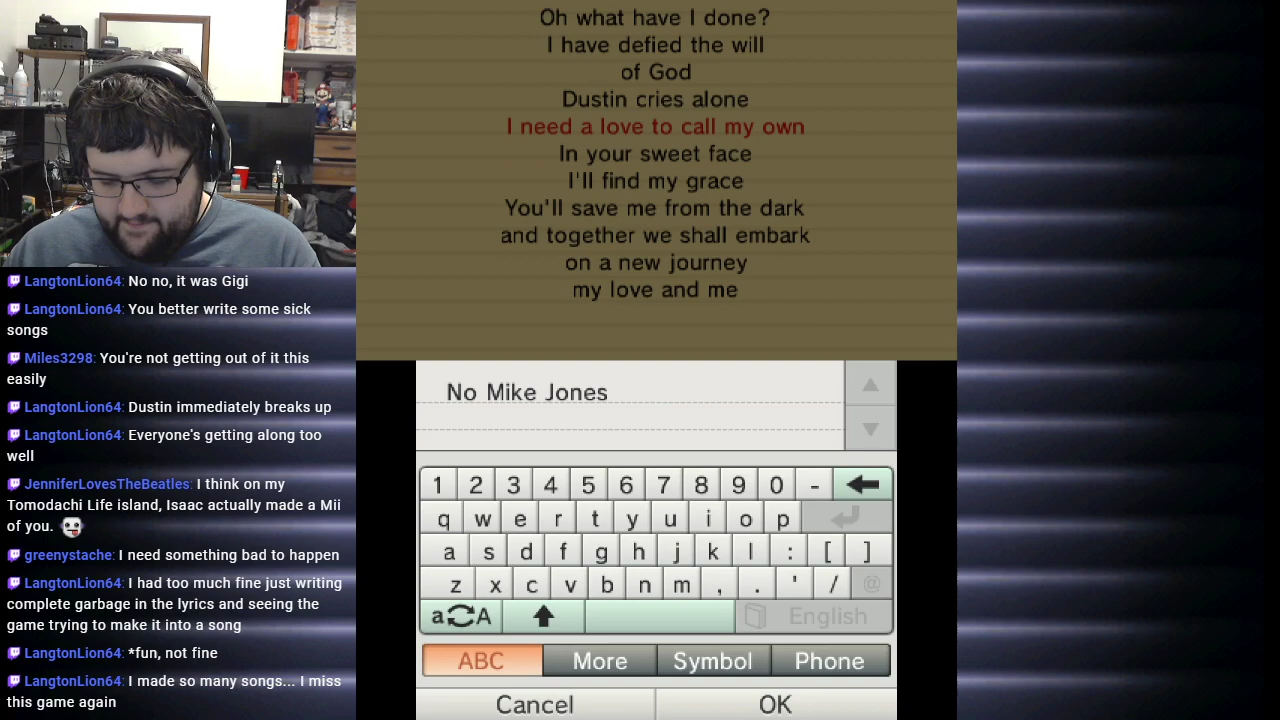 Oh what have I done?
I have defied the will
of God
Dustin cries alone
I need a love to call my own
In your sweet face
I'll find my grace
You'll save me from the dark
and together we shall embark
on a new journey
my love and me
LangtonLion64: No no, it was Gigi
LangtonLion64: You better write some sick
songs
Miles3298: You're not getting out of it this
easily
LangtonLion64: Dustin immediately breaks up
LangtonLion64: Everyone's getting along too
well
JenniferLovesTheBeatles: I think on my
Tomodachi Life island, Isaac actually made a Mii
of you.
greenystache: I need something bad to happen
LangtonLion64: I had too much fine just writing
complete garbage in the lyrics and seeing the
game trying to make it into a song
LangtonLion64: *fun, not fine
LangtonLion64: I made so many songs... I miss
this game again
No Mike Jones
1 2 3 4 5 6 7 8 9 0 -
q w e r t y u i o p
a s d f g h j k l : [ ]
z x c v b n m , . ' / @
a A English
ABC More Symbol Phone
Cancel OK